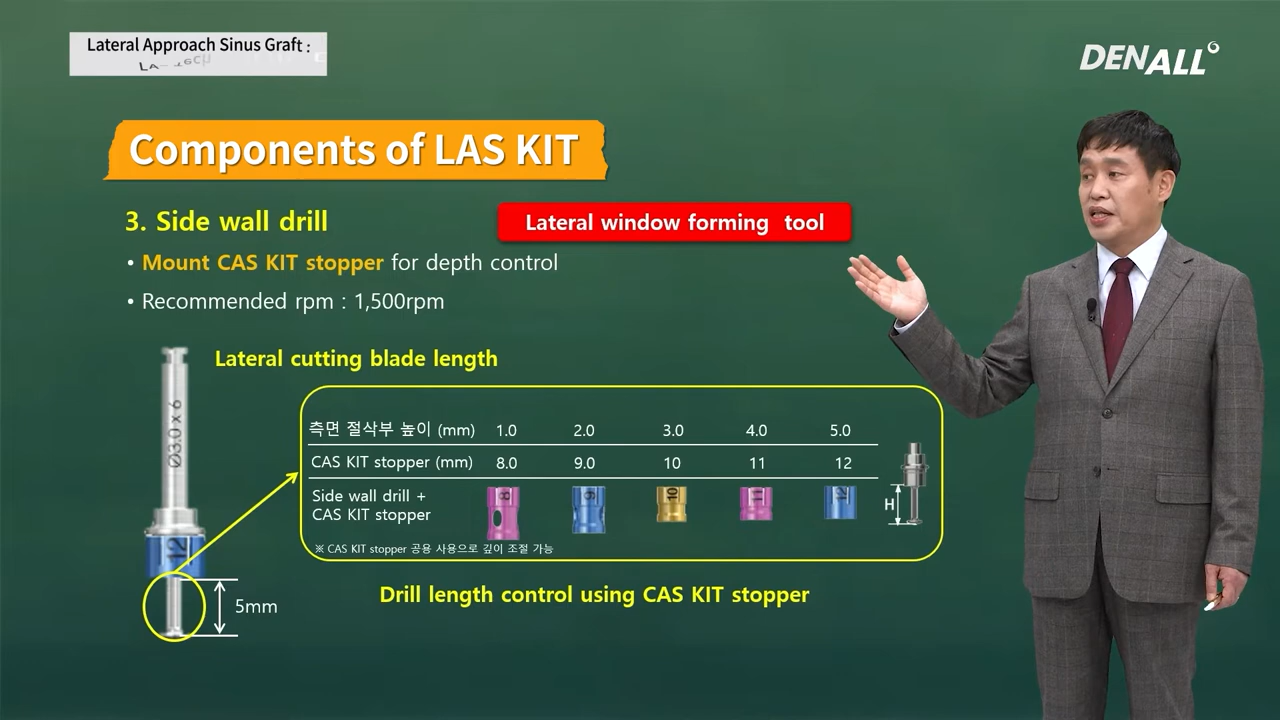 Lateral Approach Sinus Graft :
DENALL
Components of LAS KIT
3. Side wall drill
Lateral window forming tool
• Mount CAS KIT stopper for depth control
• Recommended rpm : 1,500rpm
Lateral cutting blade length
Ø3.0 x 6
측면 절삭부 높이 (mm) 1.0 2.0 3.0 4.0 5.0
CAS KIT stopper (mm) 8.0 9.0 10 11 12
Side wall drill +
CAS KIT stopper
8 9 10 11 12
H
※ CAS KIT stopper 공용 사용으로 깊이 조절 가능
12
5mm
Drill length control using CAS KIT stopper